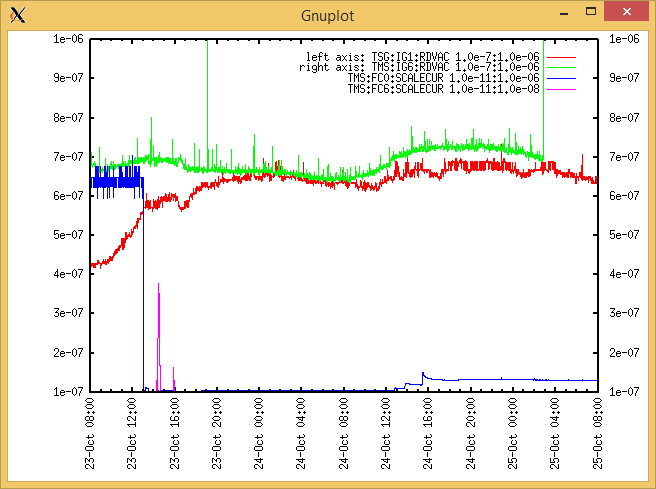 Gnuplot
left axis: TSG:IG1:RDVAC 1.0e-7:1.0e-06
right axis: TMS:IG6:RDVAC 1.0e-7:1.0e-06
TMS:FC0:SCALECUR 1.0e-11:1.0e-06
TMS:FC6:SCALECUR 1.0e-11:1.0e-08
1e-06 1e-06
9e-07 9e-07
8e-07 8e-07
7e-07 7e-07
6e-07 6e-07
5e-07 5e-07
4e-07 4e-07
3e-07 3e-07
2e-07 2e-07
1e-07 1e-07
23-Oct 08:00
23-Oct 12:00
23-Oct 16:00
23-Oct 20:00
24-Oct 00:00
24-Oct 04:00
24-Oct 08:00
24-Oct 12:00
24-Oct 16:00
24-Oct 20:00
25-Oct 00:00
25-Oct 04:00
25-Oct 08:00